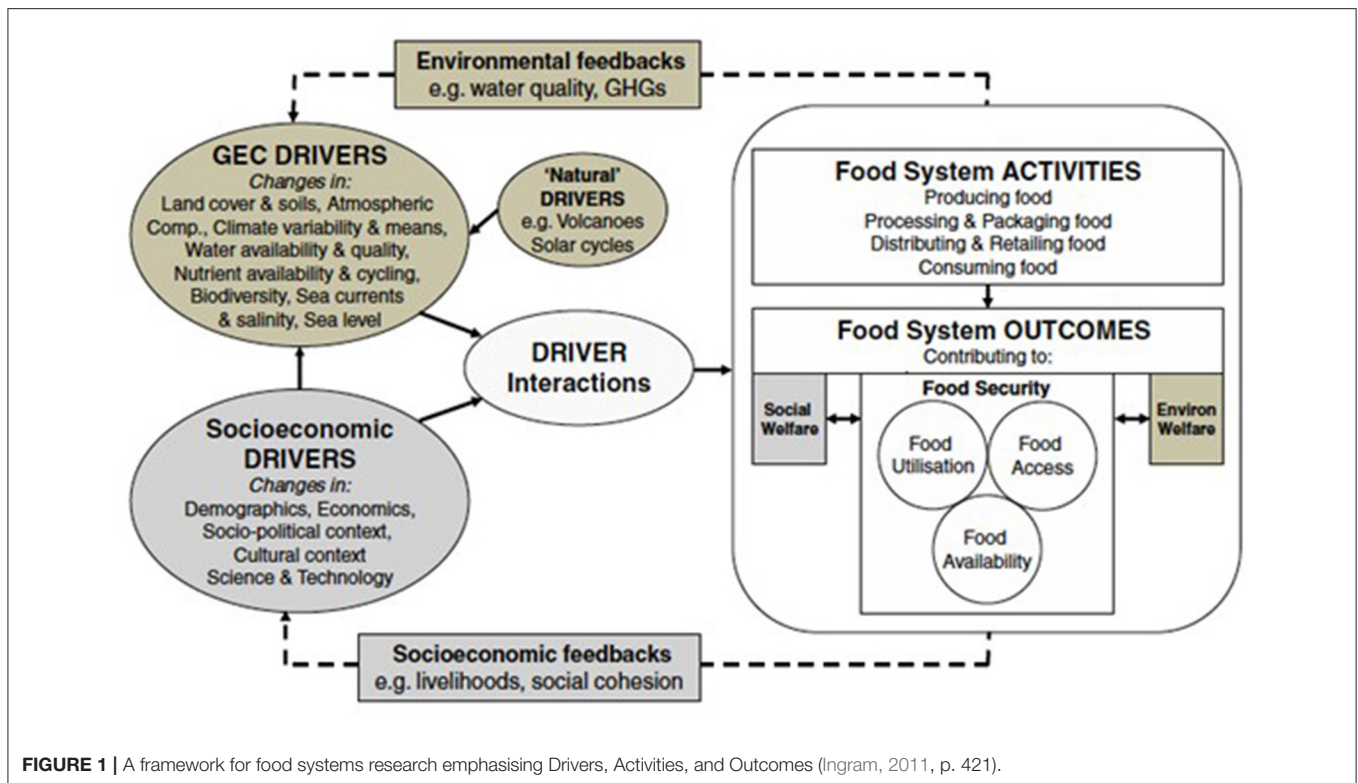 Environmental feedbacks
e.g. water quality, GHGs
GEC DRIVERS
Changes in:
Land cover & soils, Atmospheric
Comp., Climate variability & means,
Water availability & quality,
Nutrient availability & cycling,
Biodiversity, Sea currents
& salinity, Sea level
‘Natural’
DRIVERS
e.g. Volcanoes
Solar cycles
DRIVER
Interactions
Socioeconomic
DRIVERS
Changes in:
Demographics, Economics,
Socio-political context,
Cultural context
Science & Technology
Socioeconomic feedbacks
e.g. livelihoods, social cohesion
Food System ACTIVITIES
Producing food
Processing & Packaging food
Distributing & Retailing food
Consuming food
Food System OUTCOMES
Contributing to:
Social
Welfare
Food Security
Food
Utilisation
Food
Access
Food
Availability
Environ
Welfare
FIGURE 1 | A framework for food systems research emphasising Drivers, Activities, and Outcomes (Ingram, 2011, p. 421).